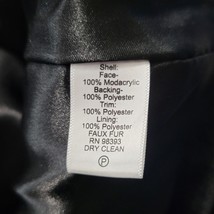 Shell:
Face-
100% Modacrylic
Backing-
100% Polyester
Trim:
100% Polyester
Lining:
100% Polyester
FAUX FUR
RN 98393
DRY CLEAN
P